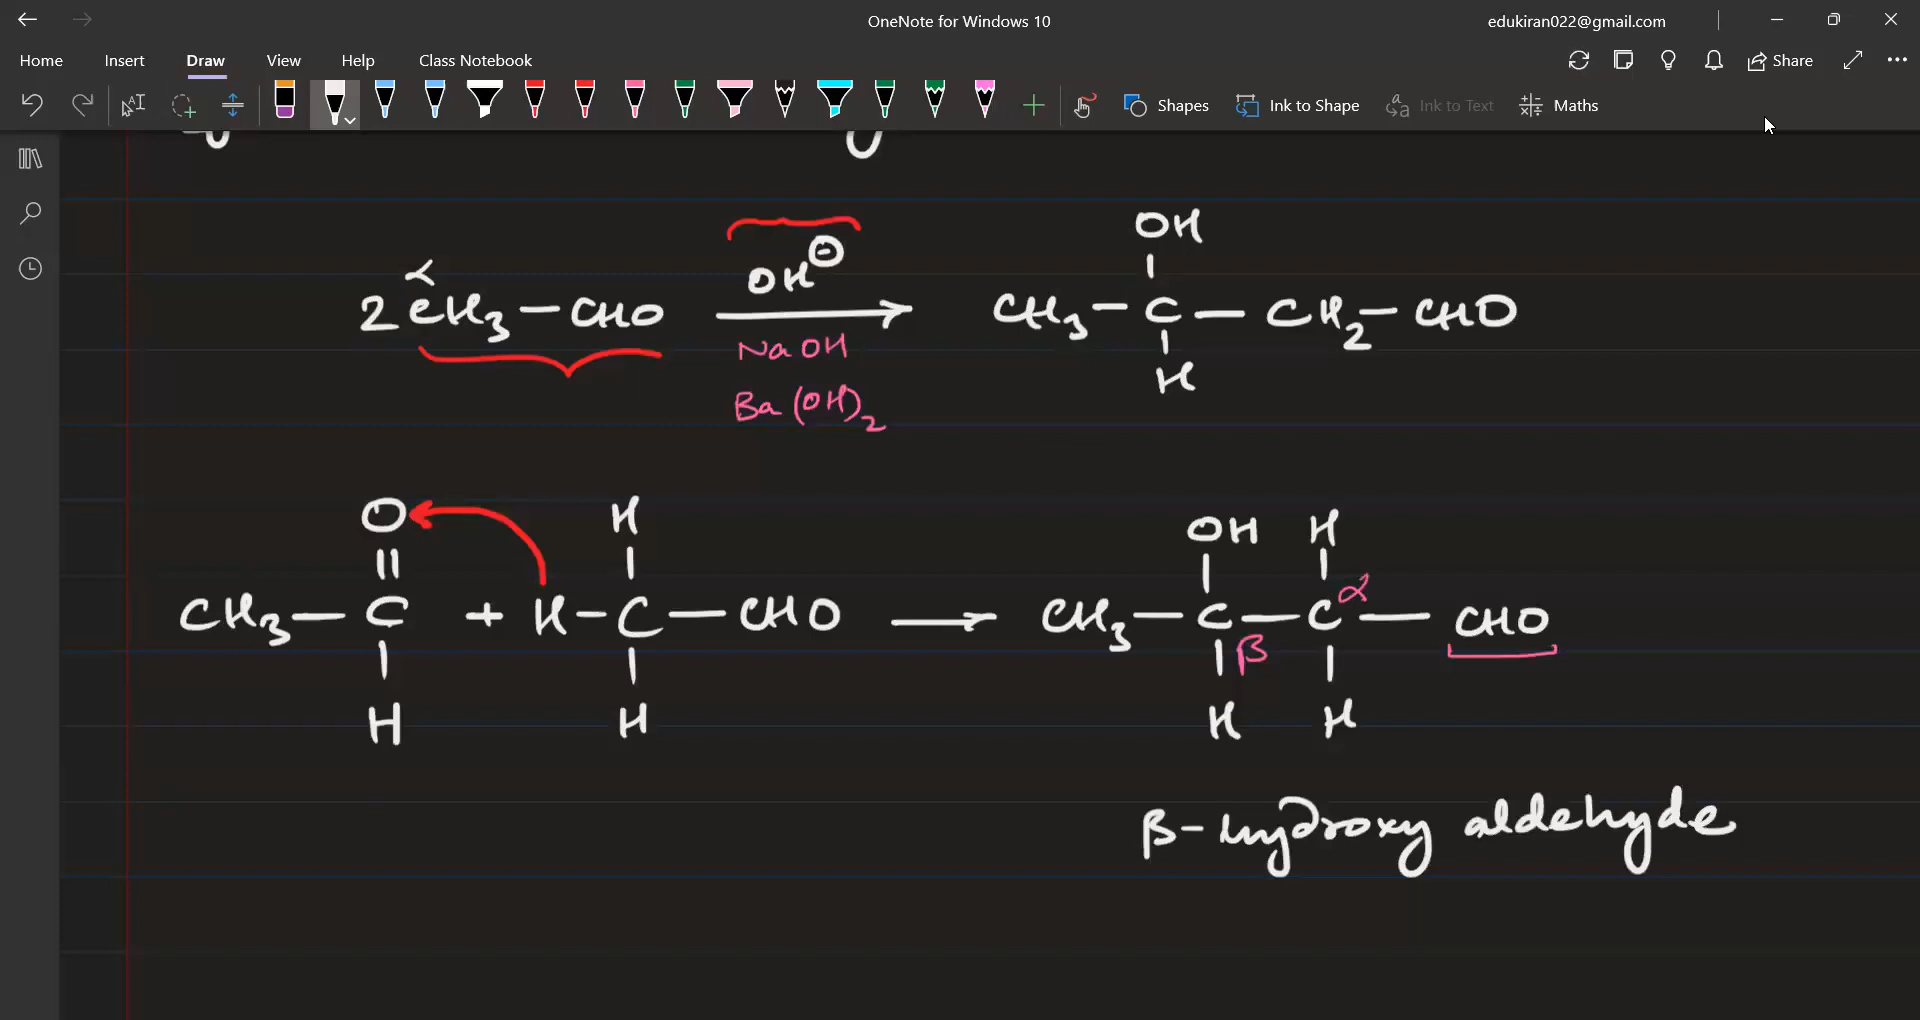 OneNote for Windows 10
edukiran022@gmail.com
Home Insert Draw View Help Class Notebook
Share
Shapes Ink to Shape Ink to Text Maths
OH
α
2 CH3 — CHO OH⊖ → CH3 — C — CH2 — CHO
NaOH
H
Ba(OH)2
O H OH H
α
CH3 — C + H — C — CHO → CH3 — C — C — CHO
β
H H H H
β-hydroxy aldehyde